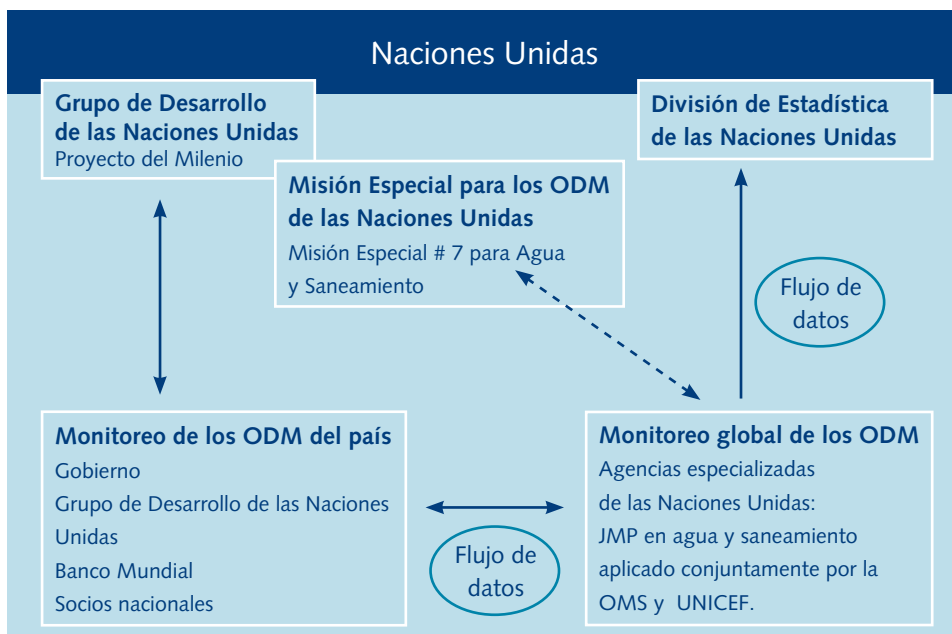 Naciones Unidas
Grupo de Desarrollo
de las Naciones Unidas
Proyecto del Milenio
División de Estadística
de las Naciones Unidas
Misión Especial para los ODM
de las Naciones Unidas
Misión Especial # 7 para Agua
y Saneamiento
Flujo de
datos
Monitoreo de los ODM del país
Gobierno
Grupo de Desarrollo de las Naciones
Unidas
Banco Mundial
Socios nacionales
Flujo de
datos
Monitoreo global de los ODM
Agencias especializadas
de las Naciones Unidas:
JMP en agua y saneamiento
aplicado conjuntamente por la
OMS y UNICEF.